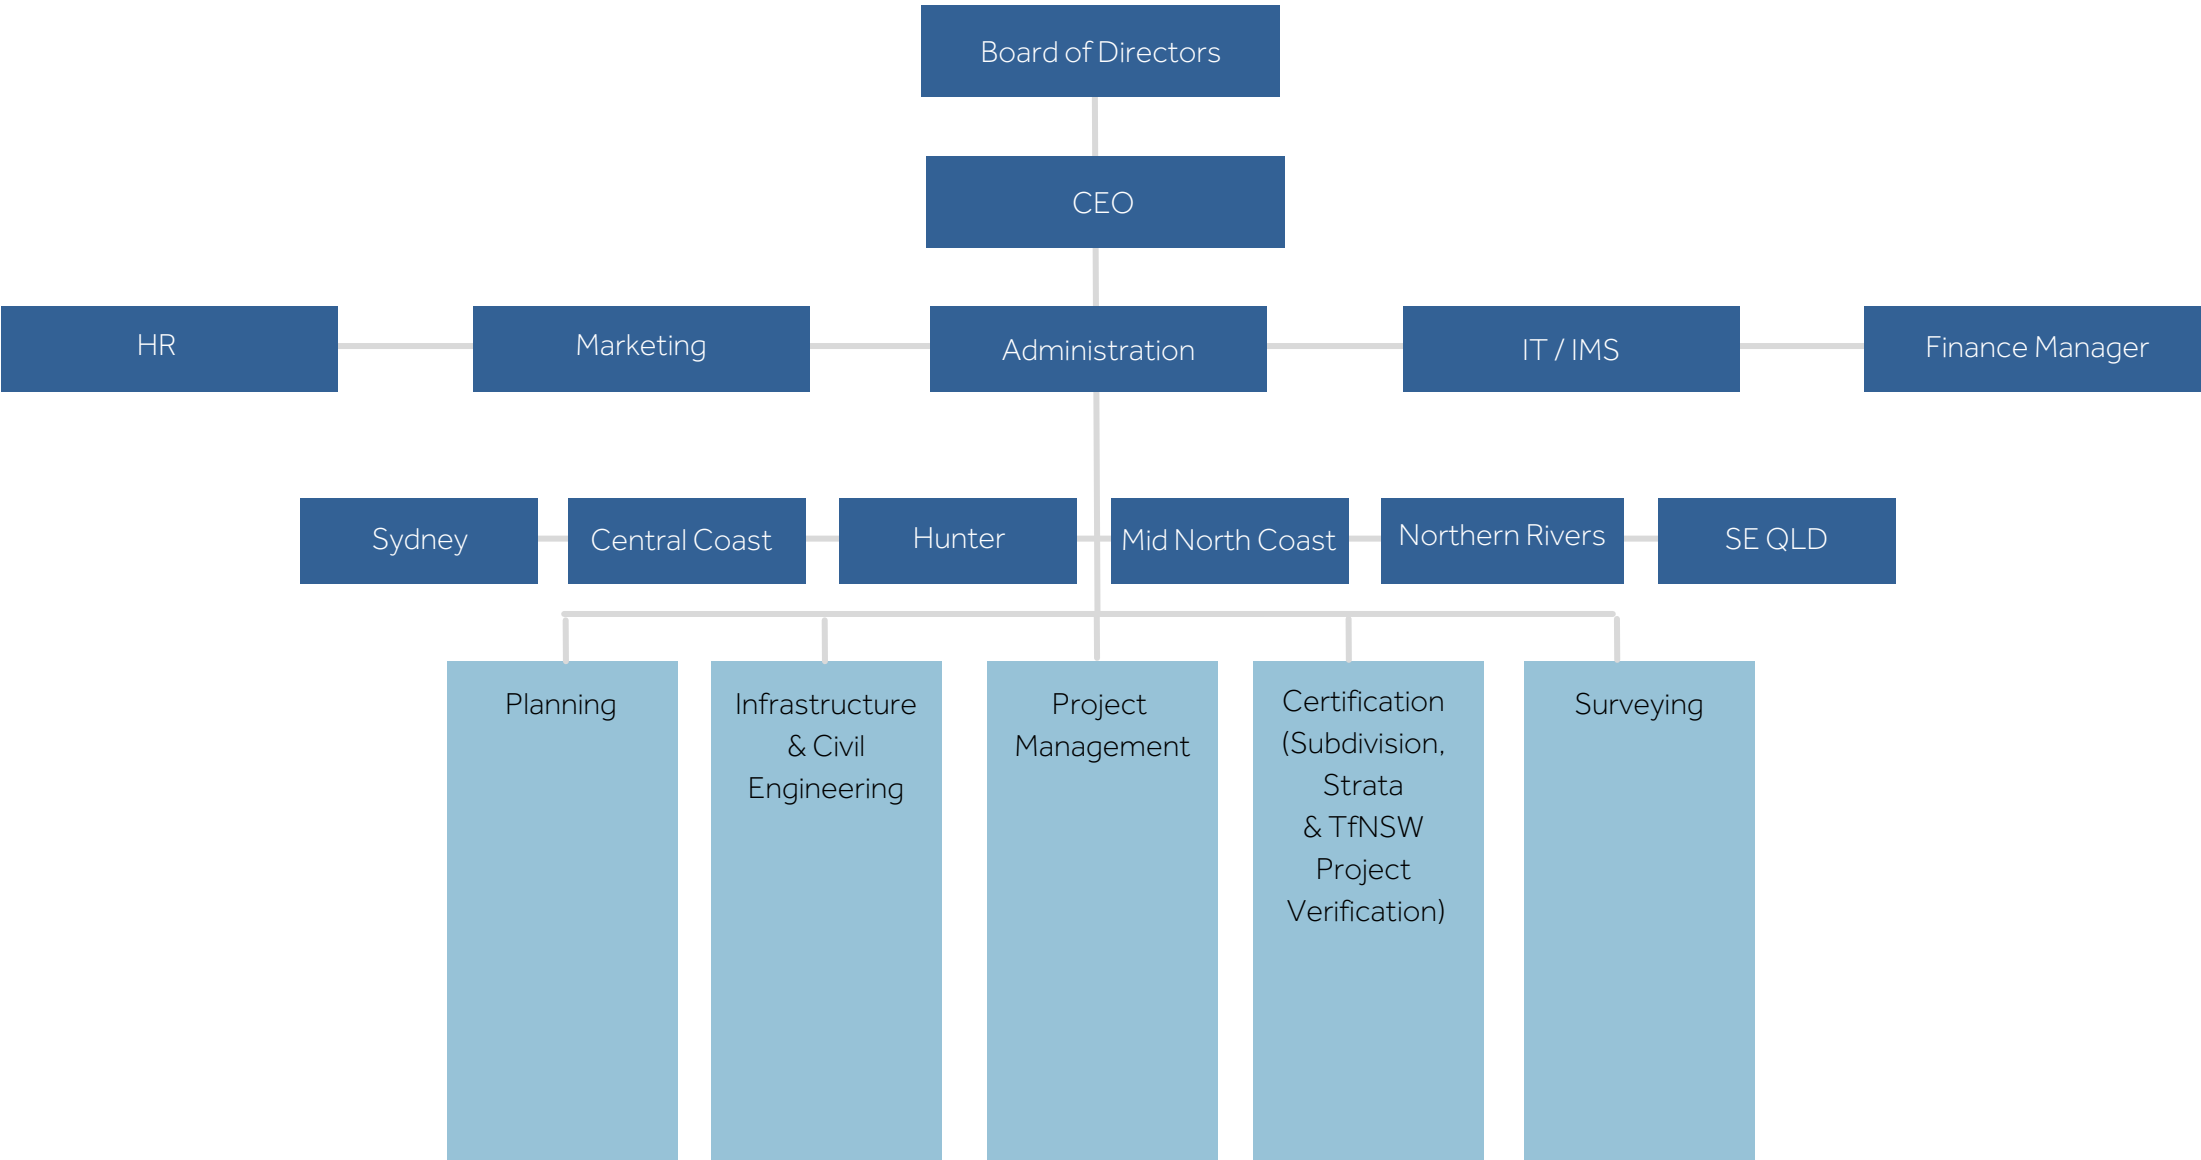 Board of Directors
CEO
HR
Marketing
Administration
IT / IMS
Finance Manager
Sydney
Central Coast
Hunter
Mid North Coast
Northern Rivers
SE QLD
Planning
Infrastructure
& Civil
Engineering
Project
Management
Certification
(Subdivision,
Strata
& TfNSW
Project
Verification)
Surveying